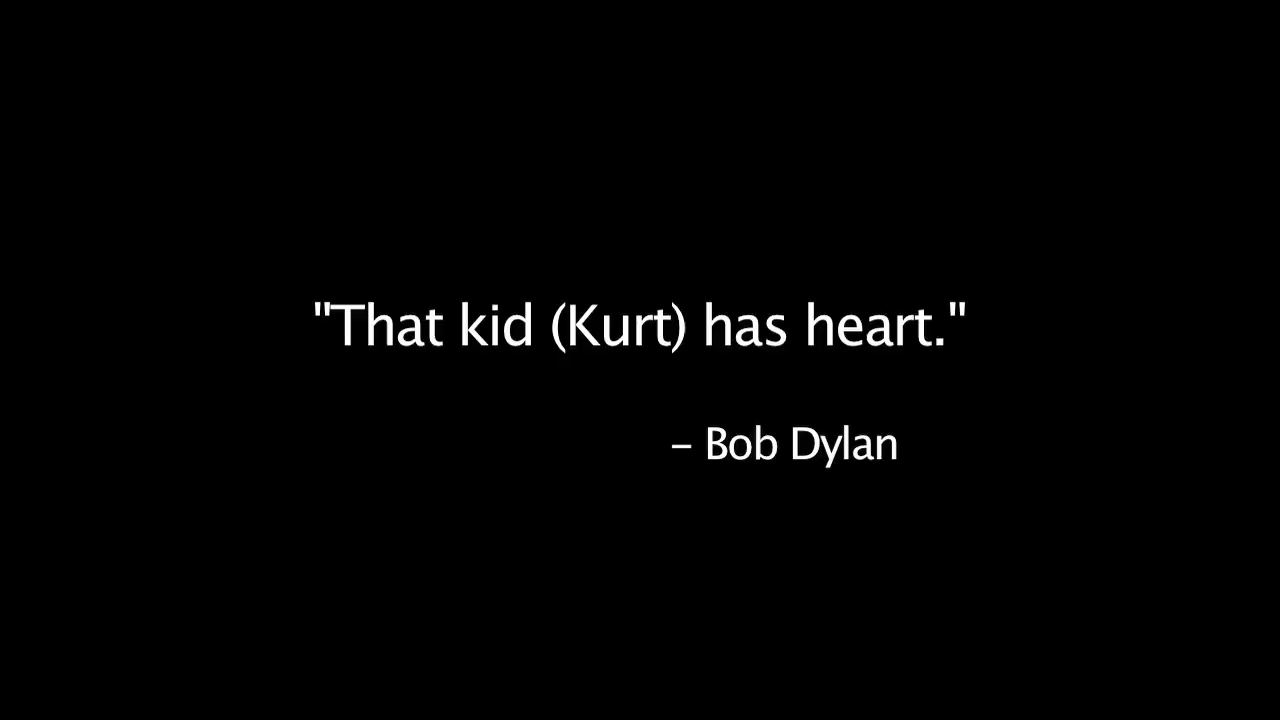 "That kid (Kurt) has heart."
– Bob Dylan